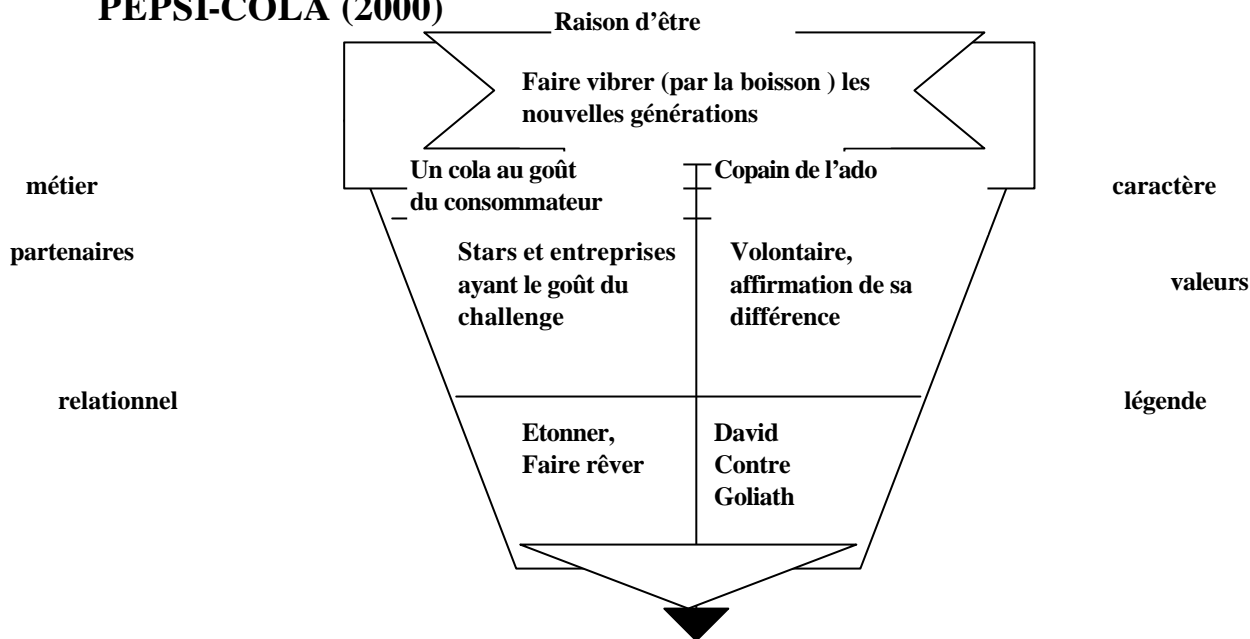 PEPSI-COLA (2000)
Raison d’être
Faire vibrer (par la boisson ) les
nouvelles générations
métier
Un cola au goût
du consommateur
Copain de l’ado
caractère
partenaires
Stars et entreprises
ayant le goût du
challenge
Volontaire,
affirmation de sa
différence
valeurs
relationnel
Etonner,
Faire rêver
David
Contre
Goliath
légende